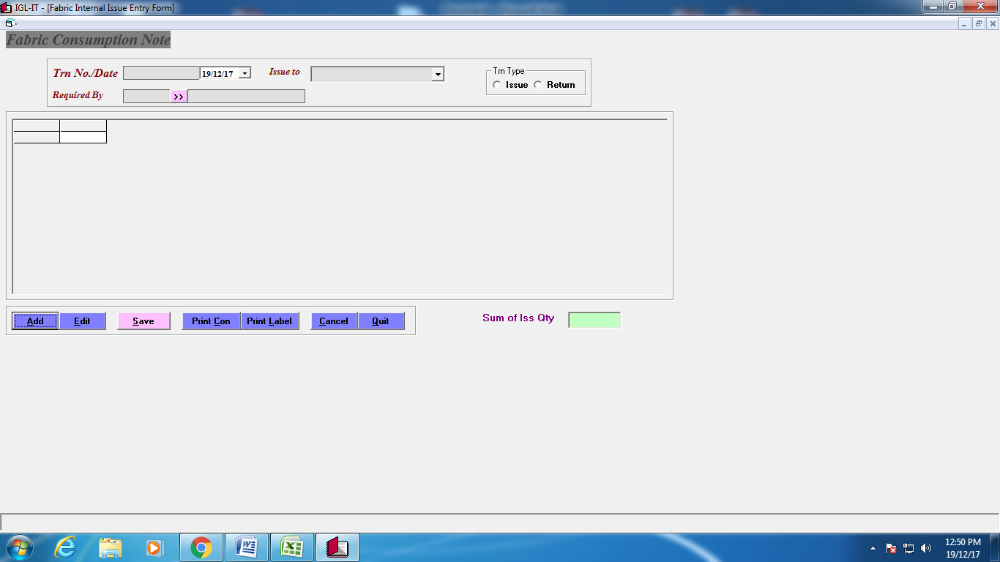 IGL-IT - [Fabric Internal Issue Entry Form]
Fabric Consumption Note
Trn No./Date 19/12/17 Issue to
Trn Type
Issue Return
Required By >>
Add Edit Save Print Con Print Label Cancel Quit
Sum of Iss Qty
12:50 PM
19/12/17